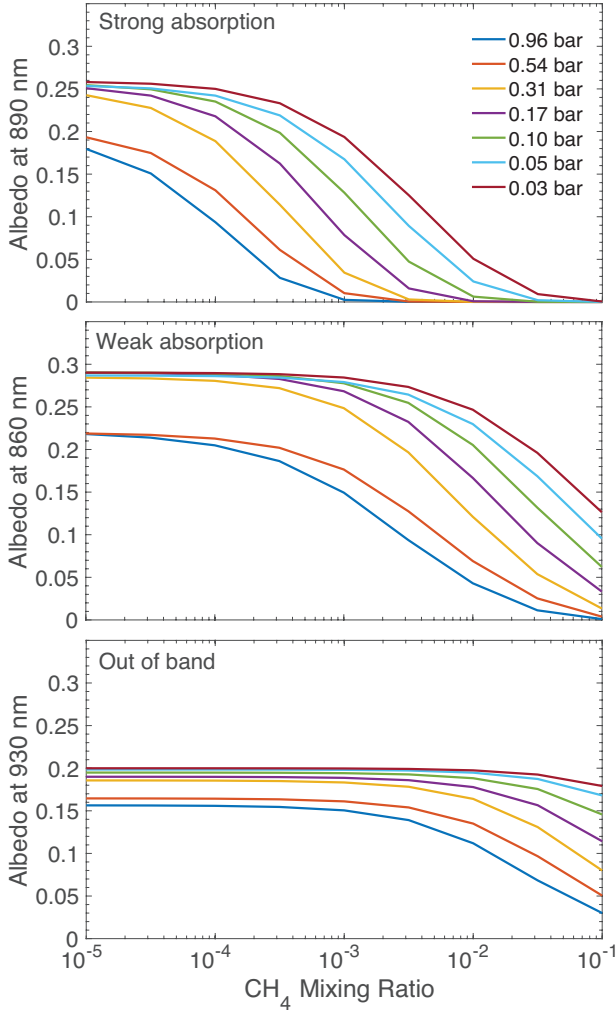 Strong absorption
0.3
0.25
0.2
0.15
0.1
0.05
0
Albedo at 890 nm
0.96 bar
0.54 bar
0.31 bar
0.17 bar
0.10 bar
0.05 bar
0.03 bar
Weak absorption
0.3
0.25
0.2
0.15
0.1
0.05
0
Albedo at 860 nm
Out of band
0.3
0.25
0.2
0.15
0.1
0.05
0
Albedo at 930 nm
10⁻⁵ 10⁻⁴ 10⁻³ 10⁻² 10⁻¹
CH₄ Mixing Ratio